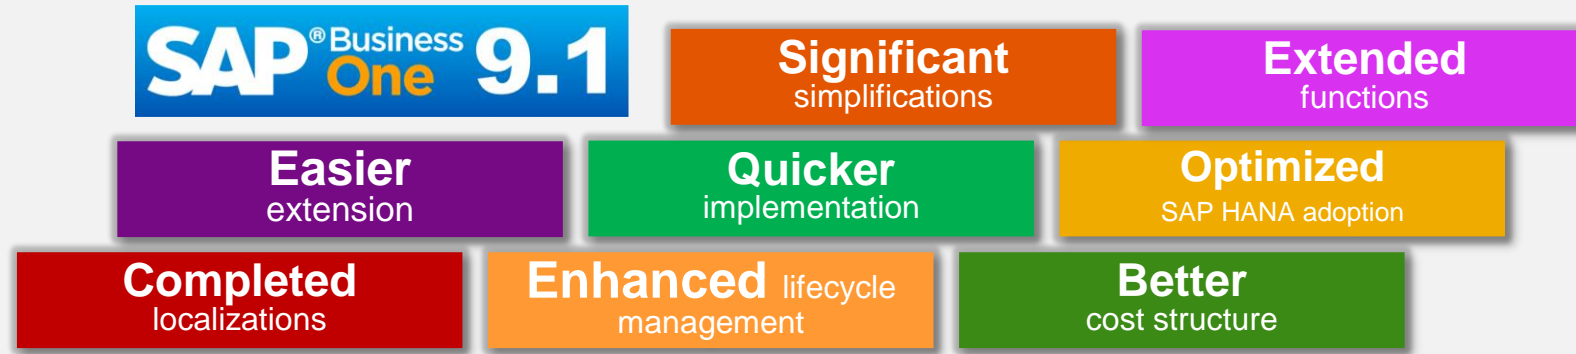 SAP® Business One 9.1
Significant
simplifications
Extended
functions
Easier
extension
Quicker
implementation
Optimized
SAP HANA adoption
Completed
localizations
Enhanced lifecycle
management
Better
cost structure